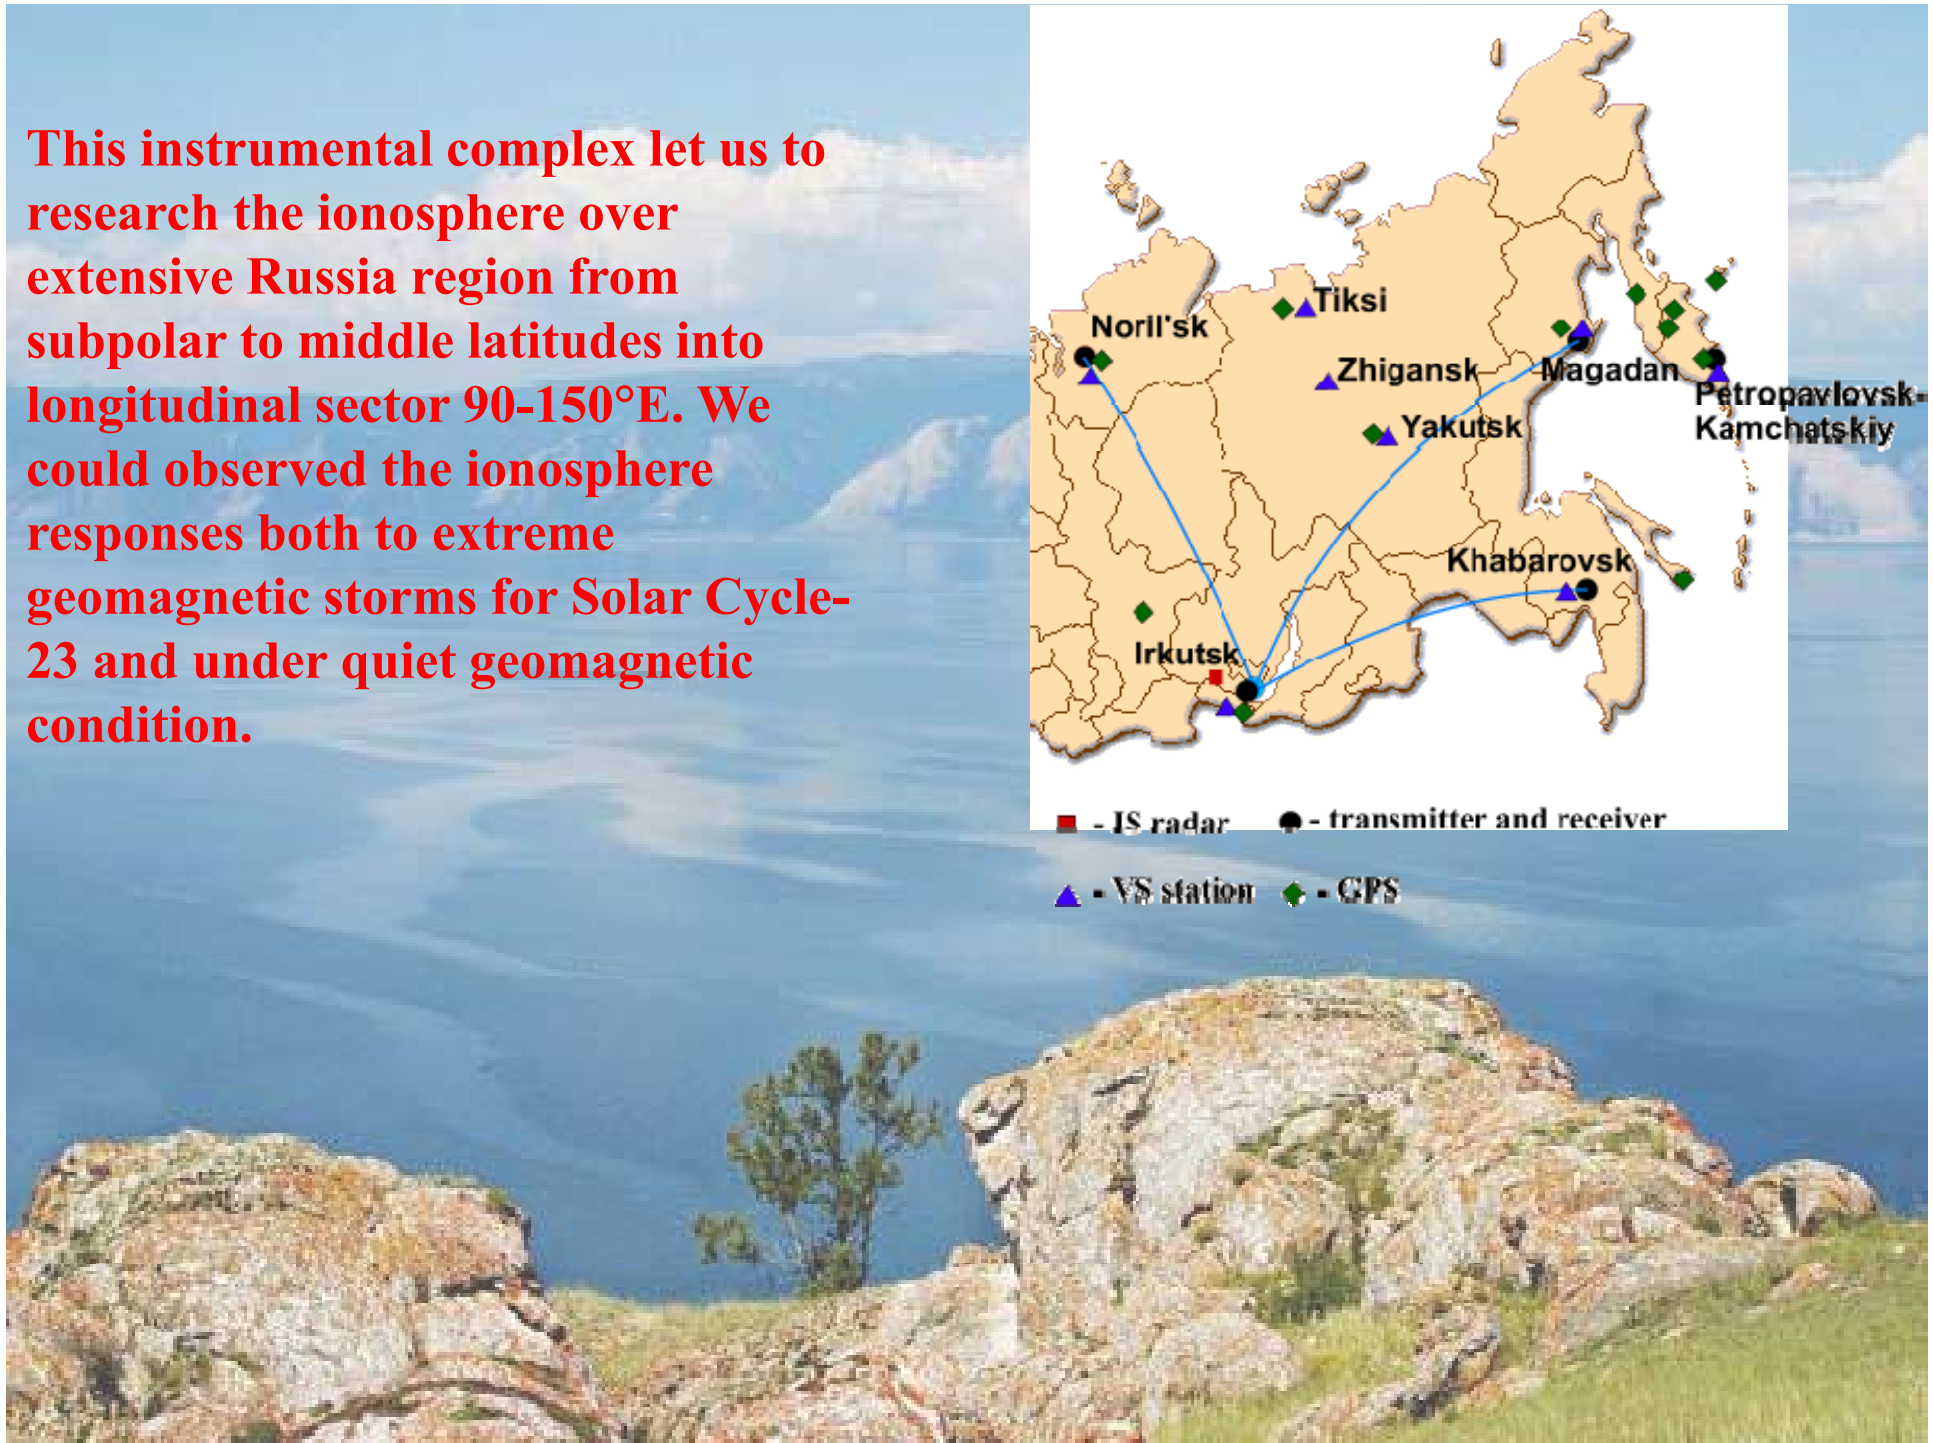 This instrumental complex let us to
research the ionosphere over
extensive Russia region from
subpolar to middle latitudes into
longitudinal sector 90-150°E. We
could observed the ionosphere
responses both to extreme
geomagnetic storms for Solar Cycle-
23 and under quiet geomagnetic
condition.
Tiksi
Noril'sk
Zhigansk
Magadan
Petropavlovsk-
Kamchatskiy
Yakutsk
Khabarovsk
Irkutsk
- IS radar
- transmitter and receiver
- VS station
- GPS